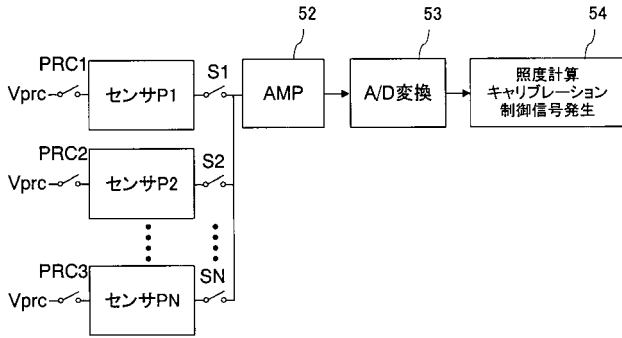 52
53
54
PRC1
S1
Vprc
センサP1
AMP
A/D変換
照度計算
キャリブレーション
制御信号発生
PRC2
S2
Vprc
センサP2
PRC3
SN
Vprc
センサPN